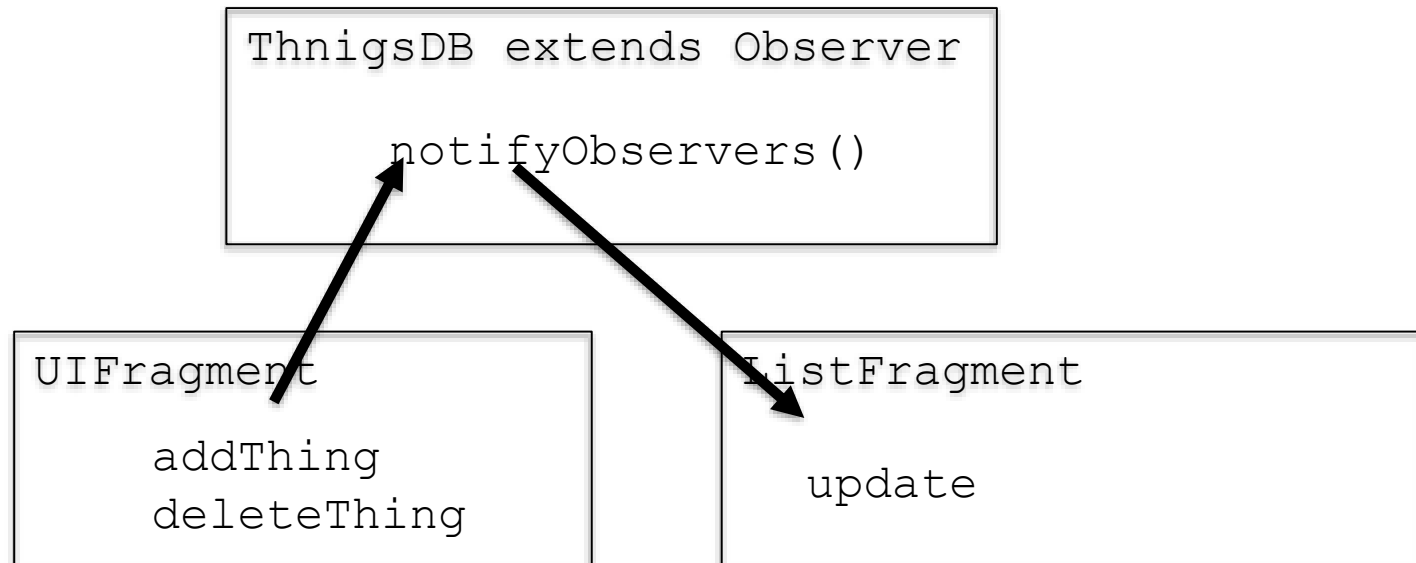 ThnigsDB extends Observer
notifyObservers()
UIFragment
addThing
deleteThing
ListFragment
update